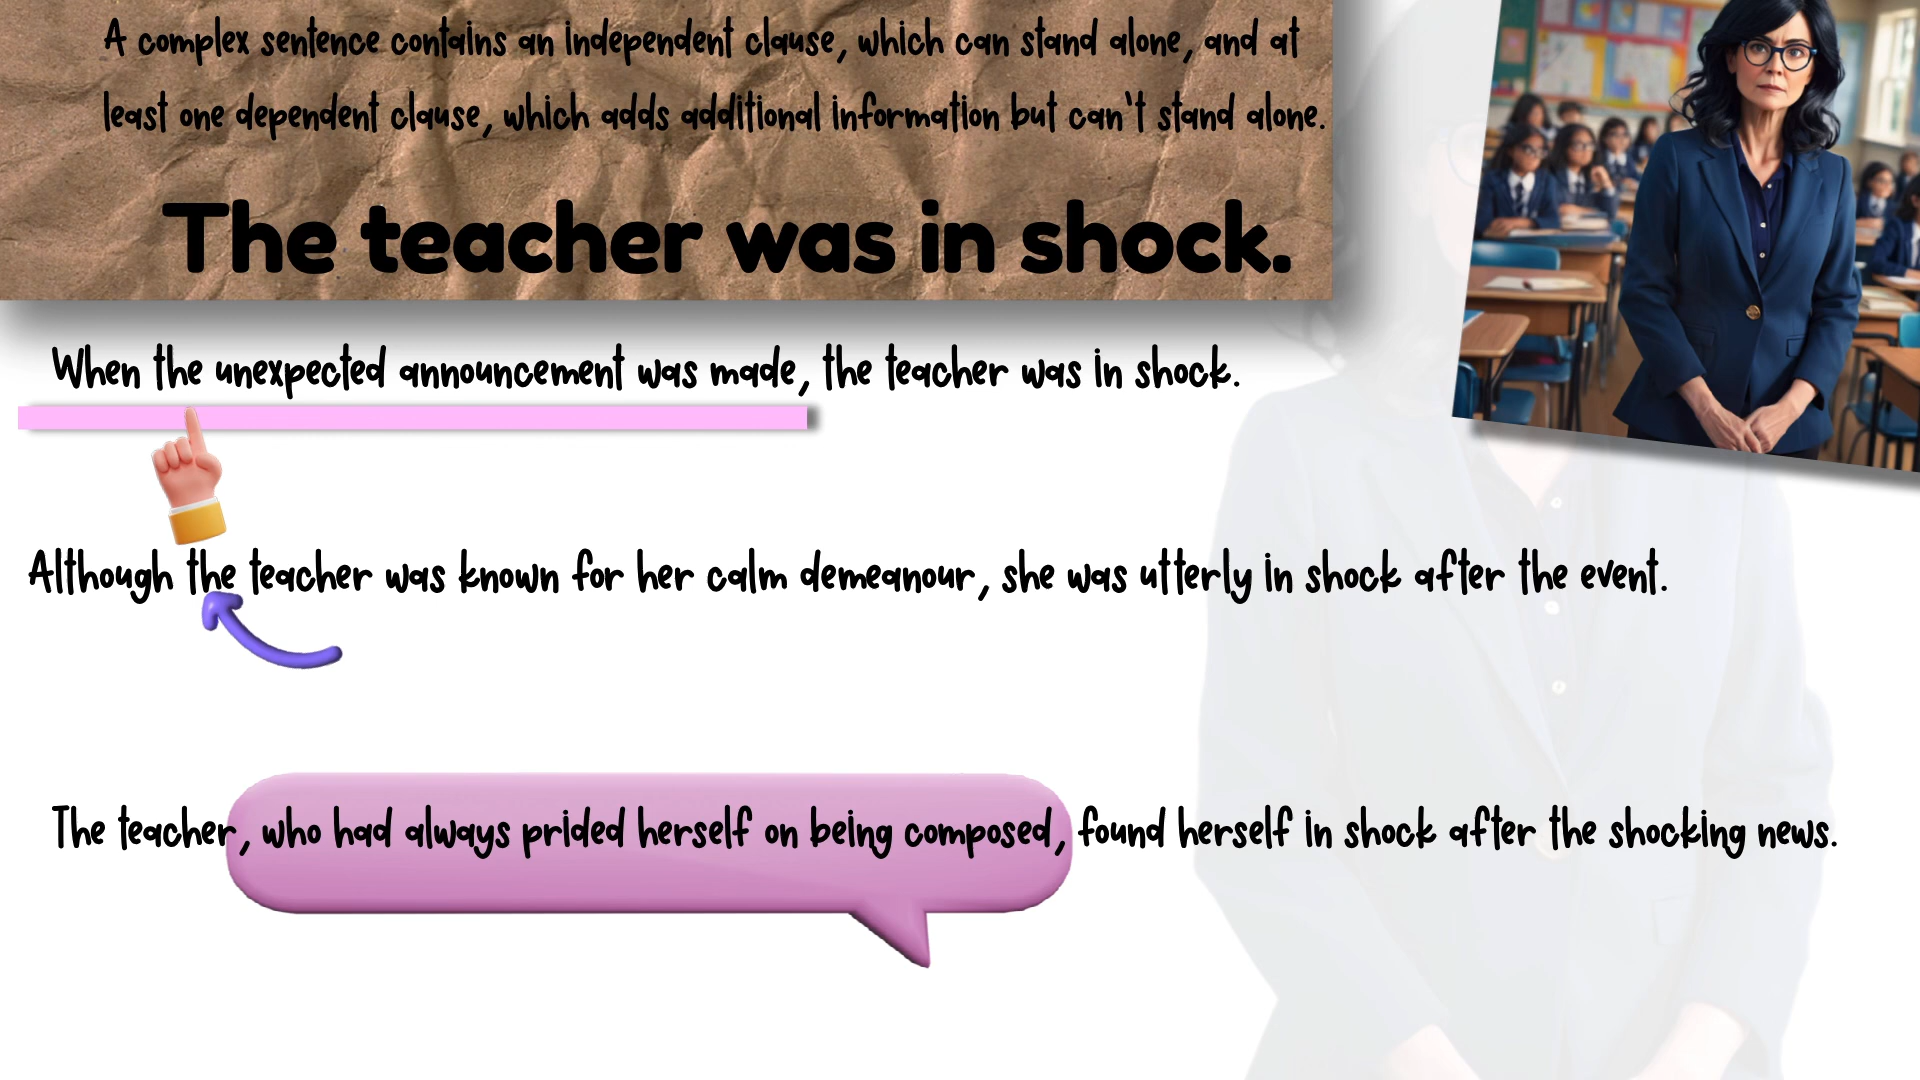 A complex sentence contains an independent clause, which can stand alone, and at
least one dependent clause, which adds additional information but can't stand alone.
The teacher was in shock.
When the unexpected announcement was made, the teacher was in shock.
Although the teacher was known for her calm demeanour, she was utterly in shock after the event.
The teacher, who had always prided herself on being composed, found herself in shock after the shocking news.